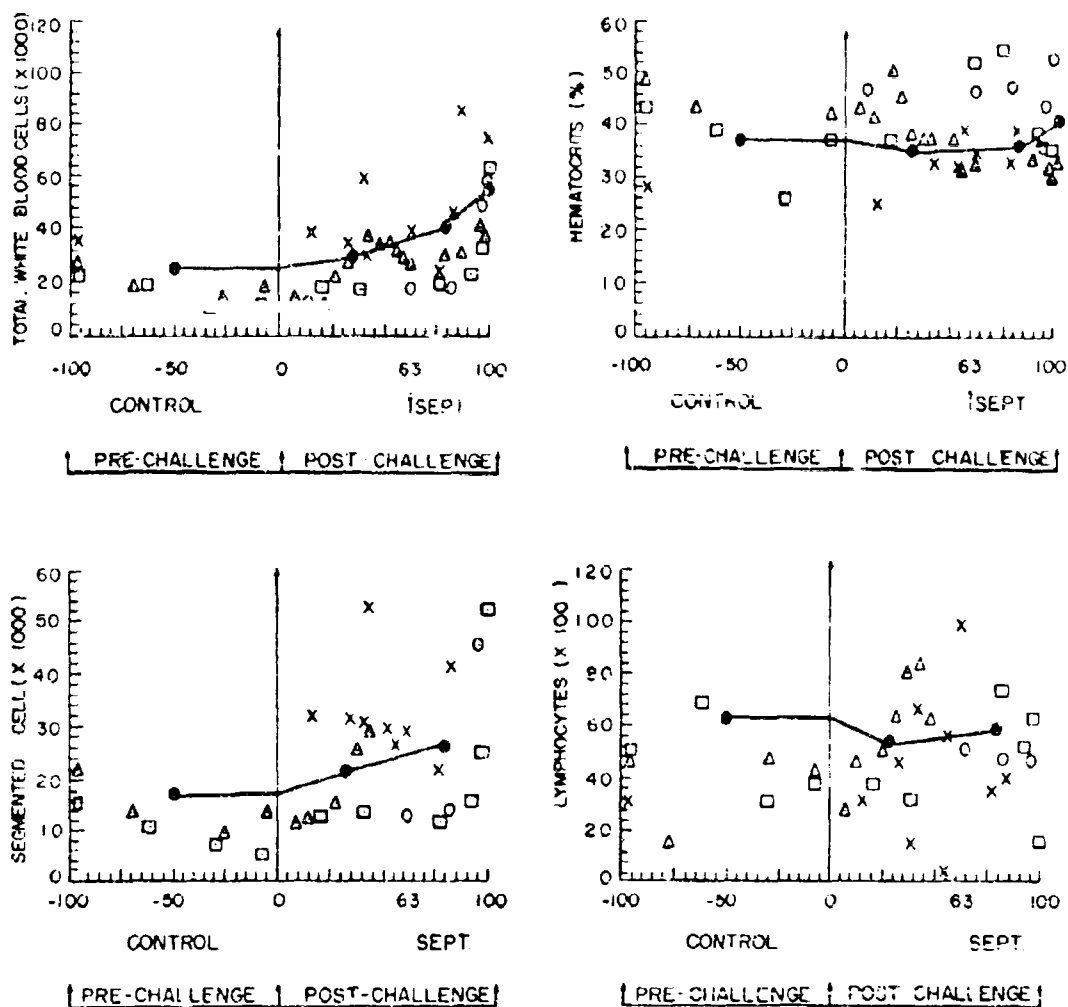 TOTAL WHITE BLOOD CELLS (X 1000)
120
100
80
60
40
20
0
-100 -50 0 63 100
CONTROL SEPT
PRE-CHALLENGE POST CHALLENGE
HEMATOCRITS (%)
60
50
40
30
20
10
0
-100 -50 0 63 100
CONTROL SEPT
PRE-CHALLENGE POST CHALLENGE
SEGMENTED CELL (X 1000)
60
50
40
30
20
10
0
-100 -50 0 63 100
CONTROL SEPT.
PRE-CHALLENGE POST-CHALLENGE
LYMPHOCYTES (X 100)
120
100
80
60
40
20
0
-100 -50 0 63 100
CONTROL SEPT.
PRE-CHALLENGE POST CHALLENGE